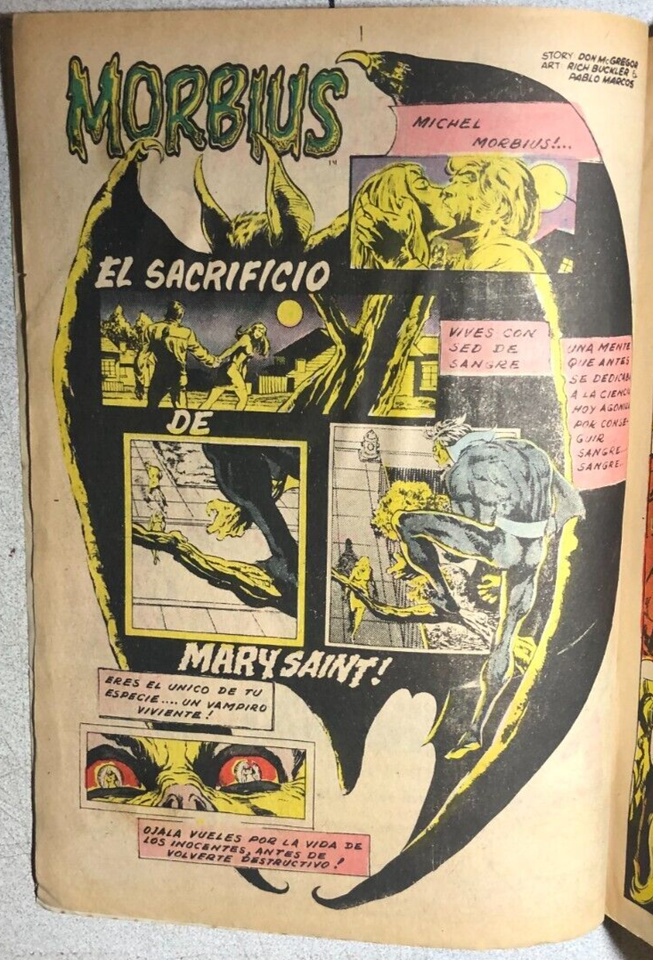 MORBIUS
TM
STORY DON McGREGOR
ART: RICH BUCKLER &
PABLO MARCOS
MICHEL
MORBIUS!...
EL SACRIFICIO
DE
MARY, SAINT!
VIVES CON
SED DE
SANGRE
UNA MENTE
QUE ANTES
SE DEDICABA
A LA CIENCIA
HOY AGONIZA
POR CONSE-
GUIR
SANGRE...
SANGRE...
ERES EL UNICO DE TU
ESPECIE.... UN VAMPIRO
VIVIENTE!
OJALA VUELES POR LA VIDA DE
LOS INOCENTES, ANTES DE
VOLVERTE DESTRUCTIVO!